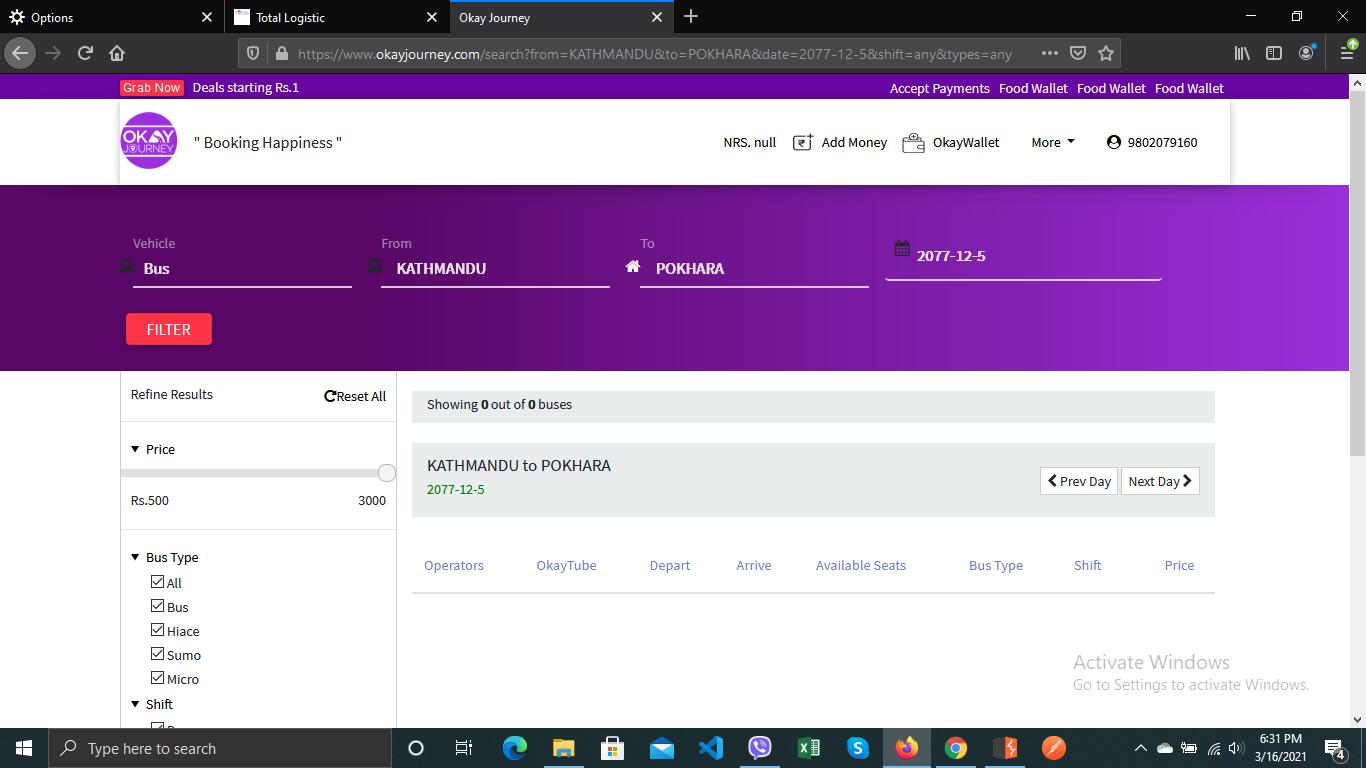 Options
Total Logistic
Okay Journey
https://www.okayjourney.com/search?from=KATHMANDU&to=POKHARA&date=2077-12-5&shift=any&types=any
Grab Now Deals starting Rs.1
Accept Payments Food Wallet Food Wallet Food Wallet
OKAY
JOURNEY
" Booking Happiness "
NRS. null Add Money OkayWallet More 9802079160
Vehicle
Bus
From
KATHMANDU
To
POKHARA
2077-12-5
FILTER
Refine Results Reset All
Price
Rs.500 3000
Bus Type
All
Bus
Hiace
Sumo
Micro
Shift
Showing 0 out of 0 buses
KATHMANDU to POKHARA
2077-12-5
Prev Day Next Day
Operators OkayTube Depart Arrive Available Seats Bus Type Shift Price
Activate Windows
Go to Settings to activate Windows.
Type here to search
6:31 PM
3/16/2021
4